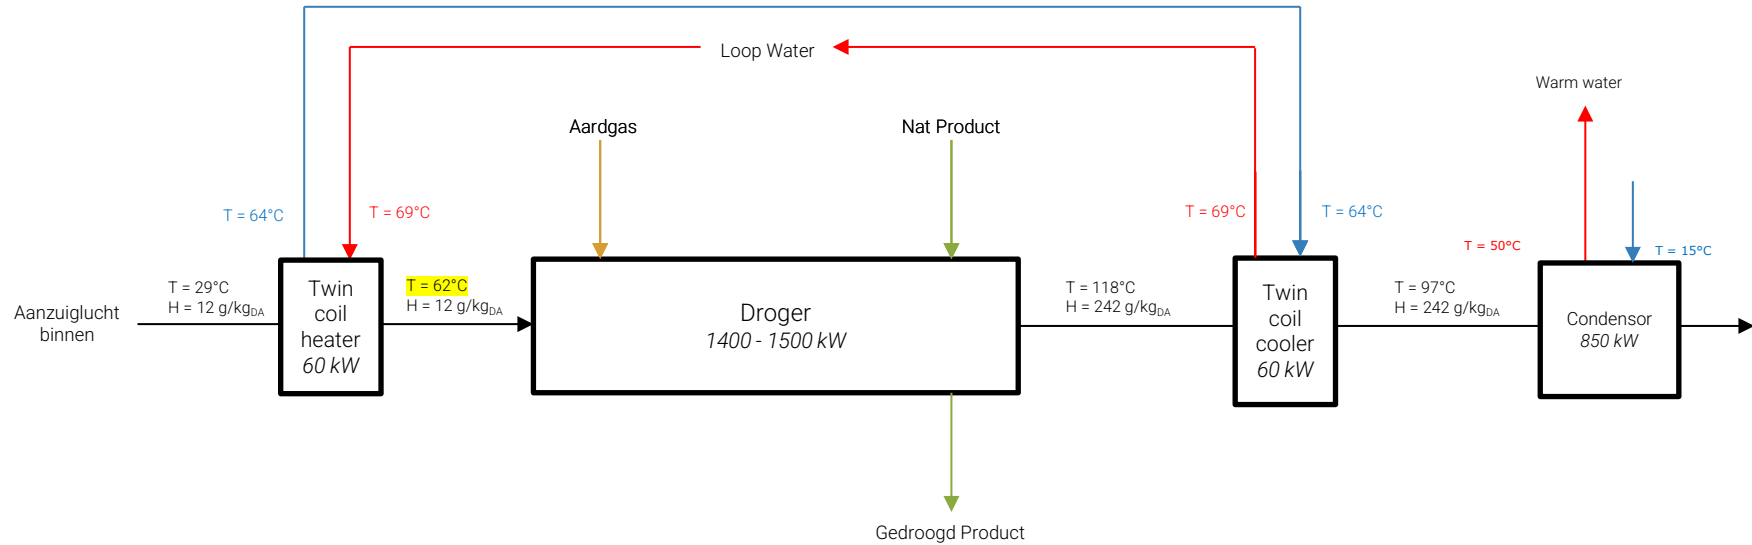 Loop Water
Warm water
Aardgas
Nat Product
T = 64°C
T = 69°C
T = 69°C
T = 64°C
T = 50°C
T = 15°C
T = 29°C
H = 12 g/kgDA
T = 62°C
H = 12 g/kgDA
T = 118°C
H = 242 g/kgDA
T = 97°C
H = 242 g/kgDA
Aanzuiglucht
binnen
Twin
coil
heater
60 kW
Droger
1400 - 1500 kW
Twin
coil
cooler
60 kW
Condensor
850 kW
Gedroogd Product